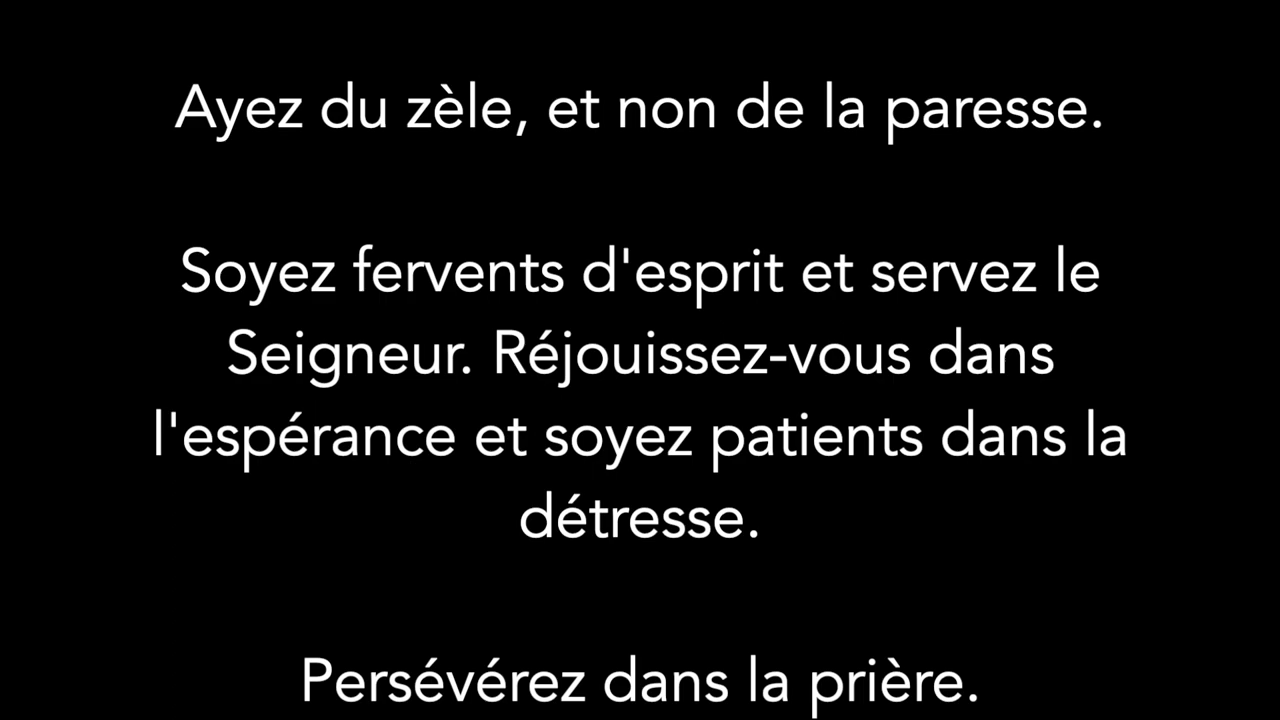 Ayez du zèle, et non de la paresse.
Soyez fervents d'esprit et servez le
Seigneur. Réjouissez-vous dans
l'espérance et soyez patients dans la
détresse.
Persévérez dans la prière.